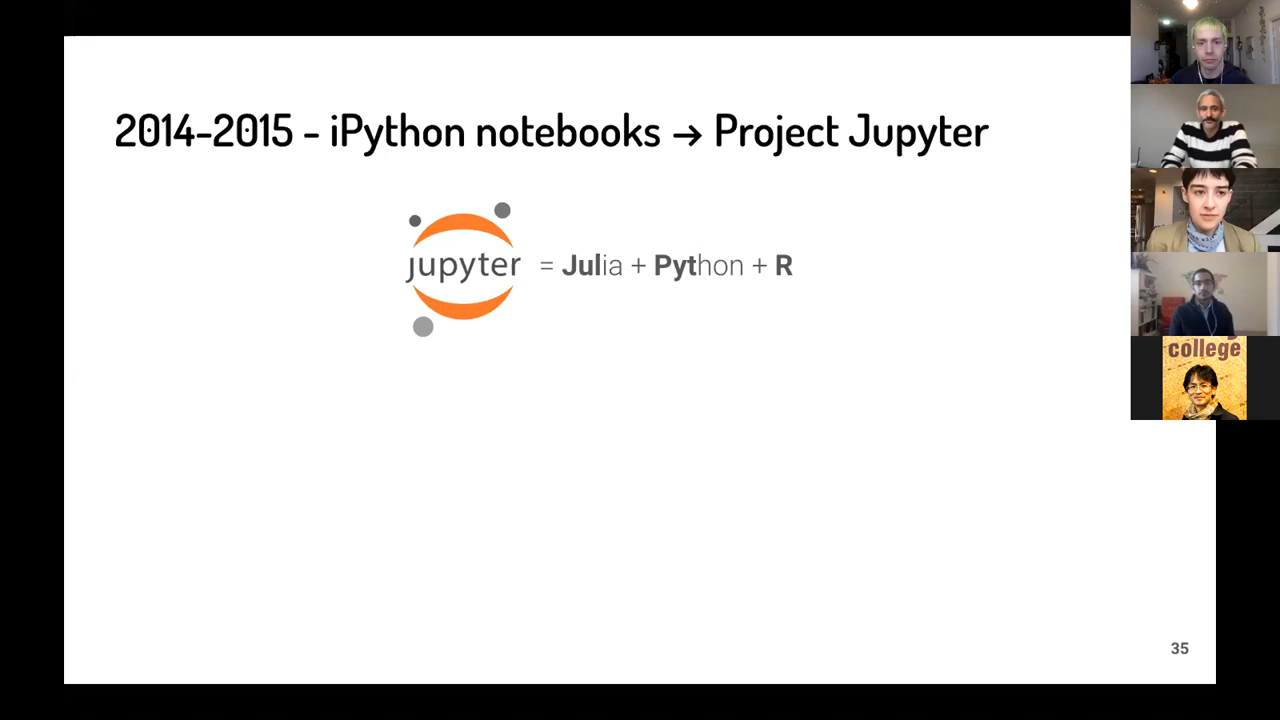 2014-2015 - iPython notebooks → Project Jupyter
jupyter = Julia + Python + R
college
35